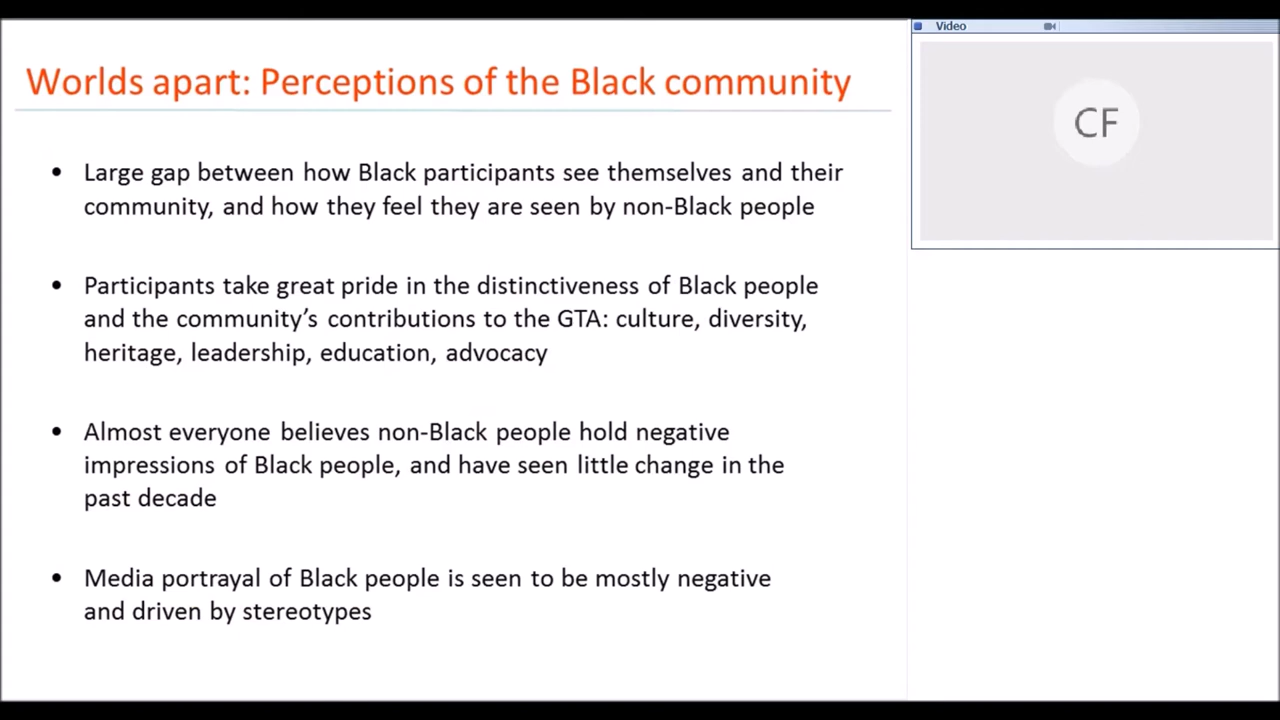 Worlds apart: Perceptions of the Black community
• Large gap between how Black participants see themselves and their
community, and how they feel they are seen by non-Black people
• Participants take great pride in the distinctiveness of Black people
and the community’s contributions to the GTA: culture, diversity,
heritage, leadership, education, advocacy
• Almost everyone believes non-Black people hold negative
impressions of Black people, and have seen little change in the
past decade
• Media portrayal of Black people is seen to be mostly negative
and driven by stereotypes
Video
CF